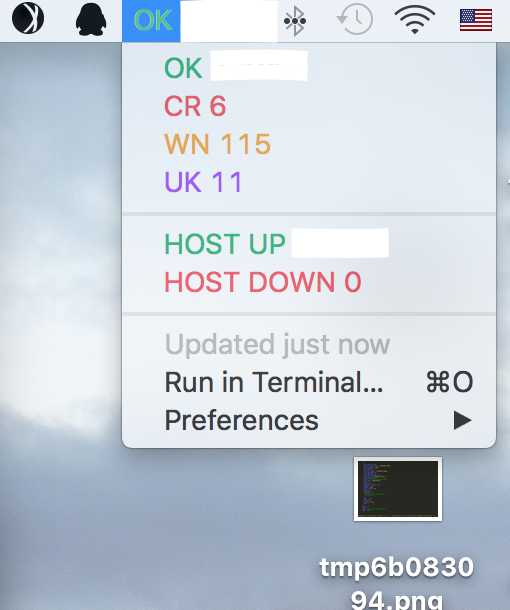 OK
OK
CR 6
WN 115
UK 11
HOST UP
HOST DOWN 0
Updated just now
Run in Terminal... ⌘O
Preferences ▶
tmp6b0830
94.png